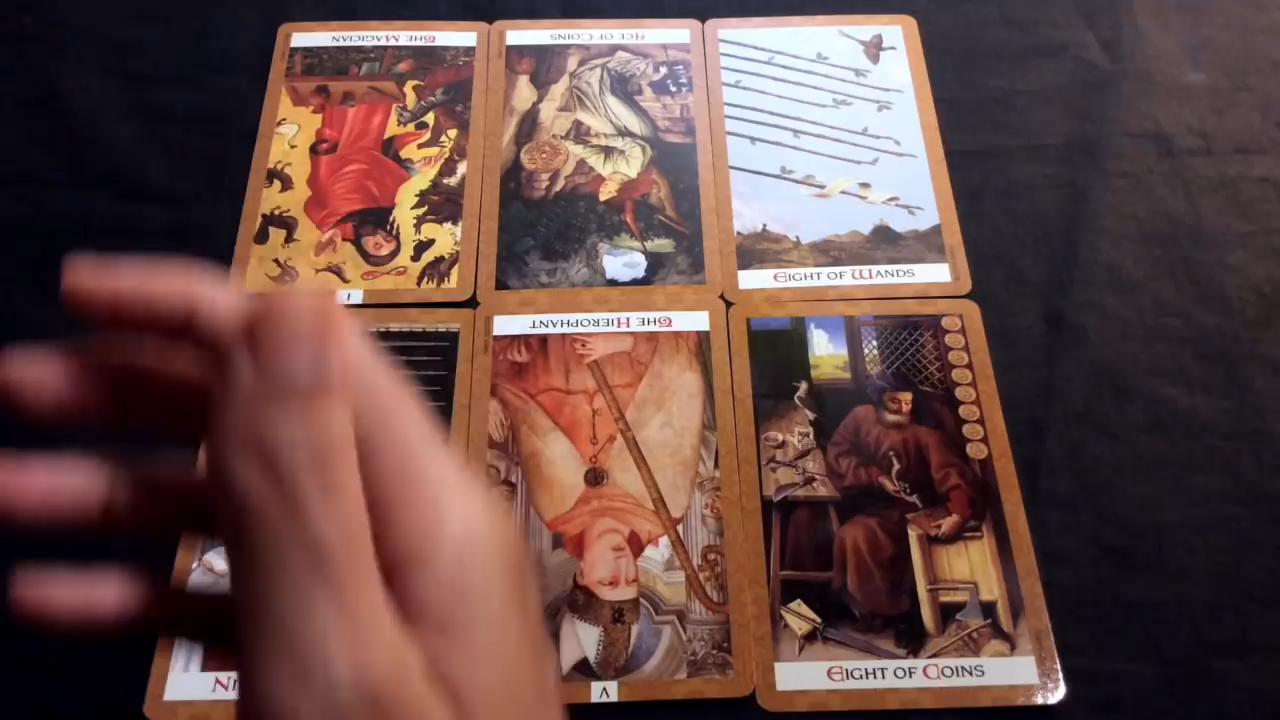 THE MAGICIAN
I
ACE OF COINS
EIGHT OF WANDS
THE HIEROPHANT
V
EIGHT OF COINS